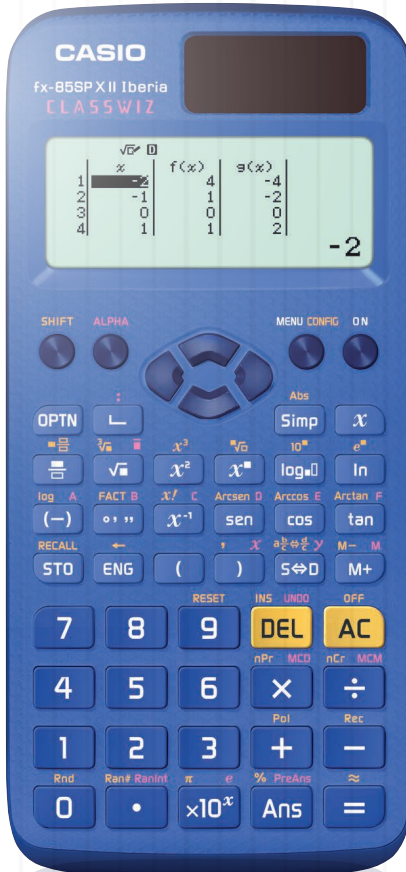 CASIO
fx-85SP X II Iberia
CLASSWIZ
√ D
x f(x) g(x)
1 -2 4 -4
2 -1 1 -2
3 0 0 0
4 1 1 2
-2
SHIFT ALPHA MENU CONFIG ON
: Abs
OPTN Simp x
∛ x³ 10 e
√ x² x log In
log A FACT B x! C Arcsen D Arccos E Arctan F
(−) ° ’ ” x⁻¹ sen cos tan
RECALL ← , x a b/c⇔d/c y M− M
STO ENG ( ) S⇔D M+
RESET INS UNDO OFF
7 8 9 DEL AC
nPr MCD nCr MCM
4 5 6 × ÷
Pol Rec
1 2 3 + −
Rnd Ran# RanInt π e % PreAns ≈
0 • ×10ˣ Ans =